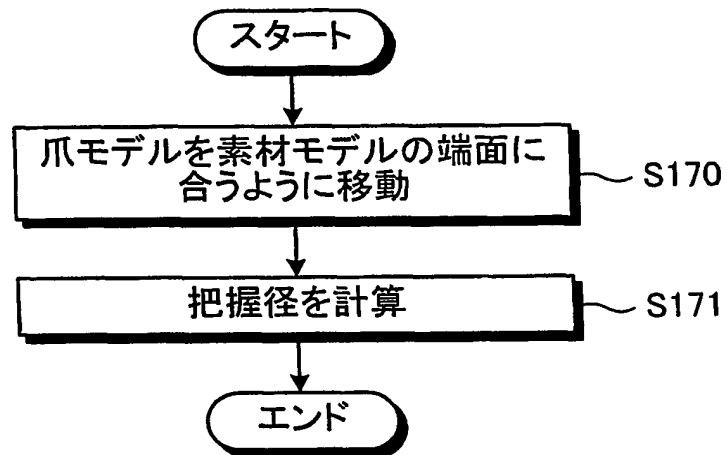 スタート
爪モデルを素材モデルの端面に
合うように移動
S170
把握径を計算
S171
エンド